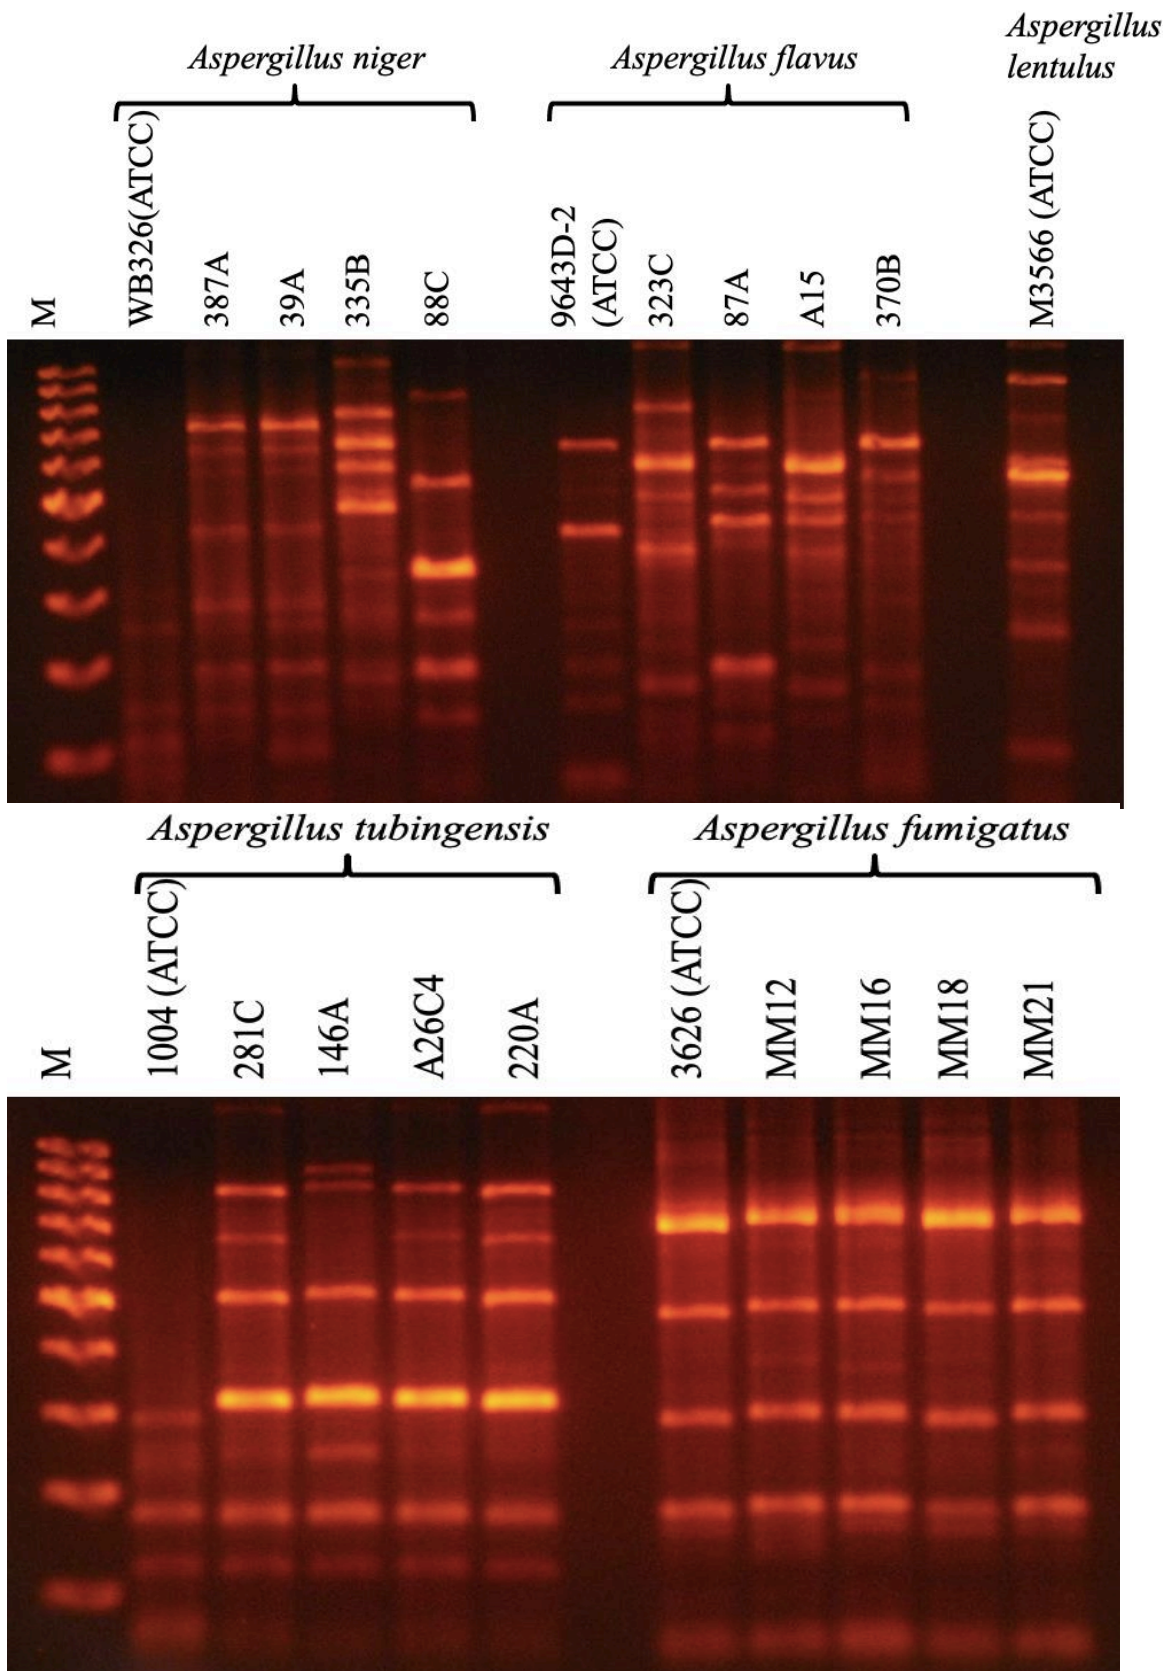 Aspergillus niger
Aspergillus flavus
Aspergillus
lentulus
M
WB326(ATCC)
387A
39A
335B
88C
9643D-2
(ATCC)
323C
87A
A15
370B
M3566 (ATCC)
Aspergillus tubingensis
Aspergillus fumigatus
M
1004 (ATCC)
281C
146A
A26C4
220A
3626 (ATCC)
MM12
MM16
MM18
MM21